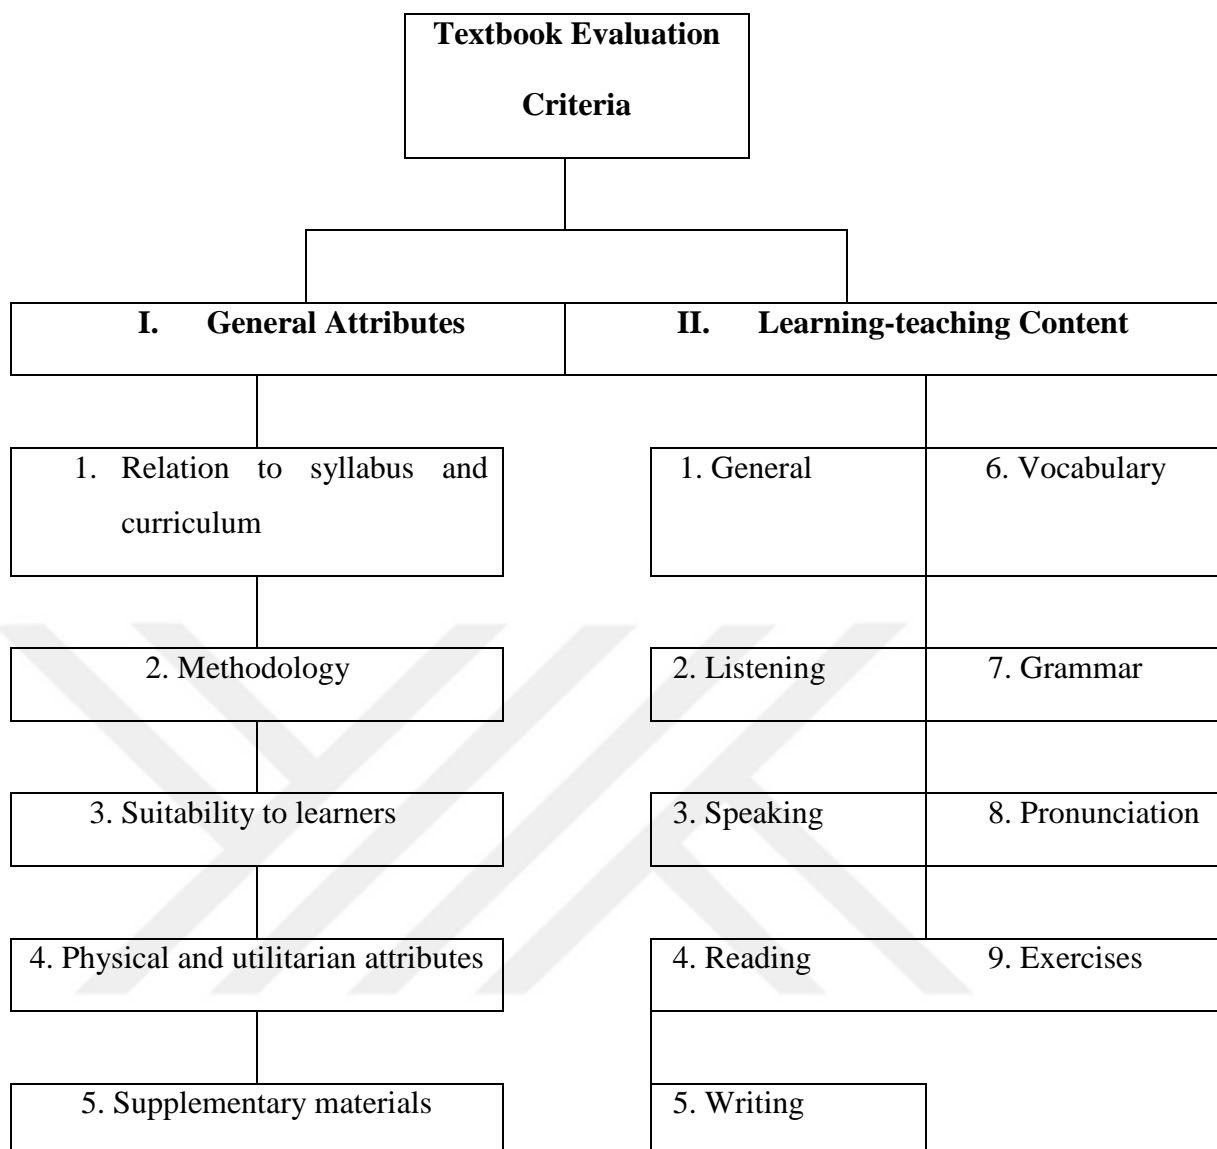 Textbook Evaluation
Criteria
I. General Attributes
II. Learning-teaching Content
1. Relation to syllabus and
curriculum
2. Methodology
3. Suitability to learners
4. Physical and utilitarian attributes
5. Supplementary materials
1. General
6. Vocabulary
2. Listening
7. Grammar
3. Speaking
8. Pronunciation
4. Reading
9. Exercises
5. Writing